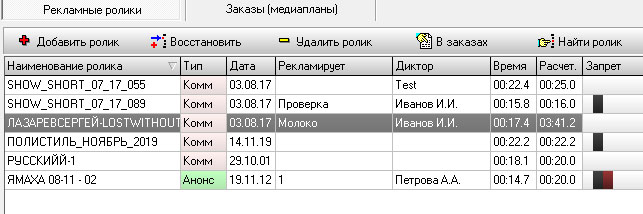 Рекламные ролики Заказы (медиапланы)
Добавить ролик Восстановить Удалить ролик В заказах Найти ролик
Наименование ролика Тип Дата Рекламирует Диктор Время Расчет. Запрет
SHOW_SHORT_07_17_055 Комм 03.08.17 Test 00:22.4 00:25.0
SHOW_SHORT_07_17_089 Комм 03.08.17 Проверка Иванов И.И. 00:15.8 00:16.0
ЛАЗАРЕВСЕРГЕЙ-LOSTWITHOUT Комм 03.08.17 Молоко Иванов И.И. 00:17.4 03:41.2
ПОЛИСТИЛЬ_НОЯБРЬ_2019 Комм 14.11.19 00:22.2 00:22.2
РУССКИЙЙ-1 Комм 29.10.01 00:18.1 00:20.0
ЯМАХА 08-11 - 02 Анонс 19.11.12 1 Петрова А.А. 00:14.7 00:20.0